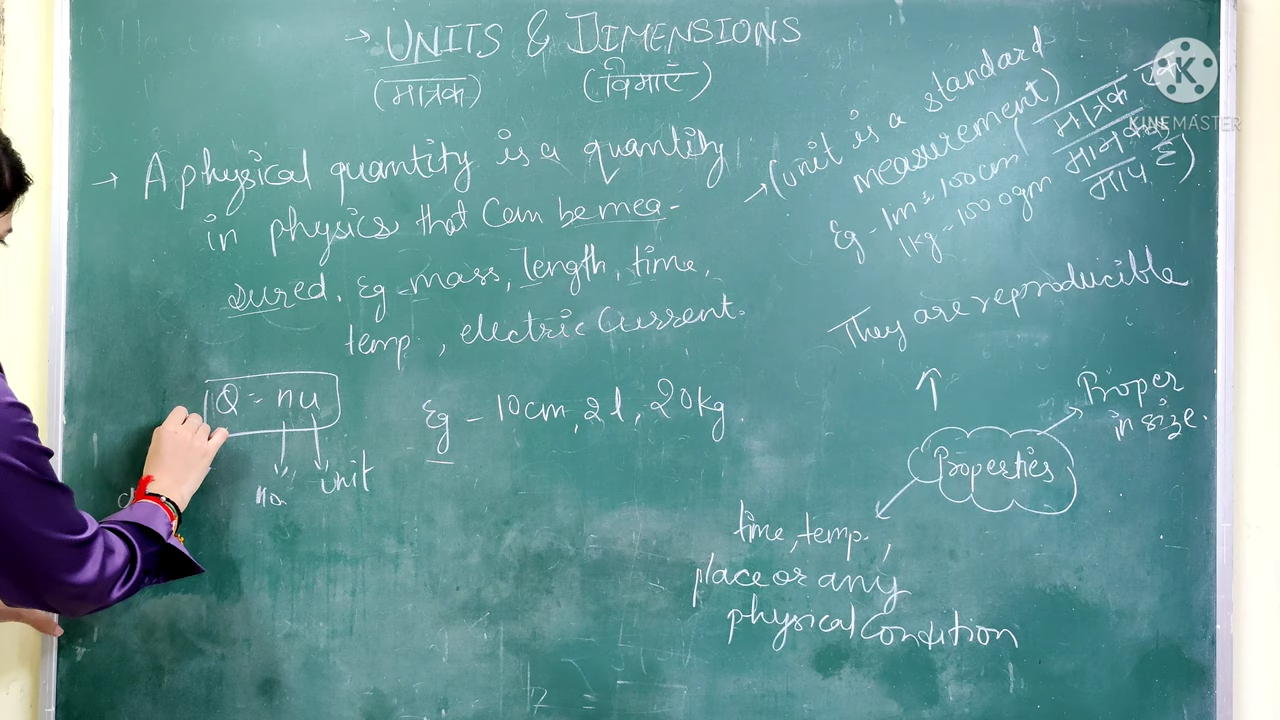 → UNITS & DIMENSIONS
(मात्रक) (विमाएं)
→ A physical quantity is a quantity
in physics that can be mea-
sured. Eg - mass, length, time,
temp, electric current.
Q = nu
no unit
Eg - 10cm, 2l, 20kg
→ (unit is a standard
measurement)
Eg - 1m = 100cm
1kg - 1000gm
(मात्रक एक
मानक
माप है)
They are reproducible
Properties
Proper
in size.
time, temp.,
place or any
physical condition
K
KINEMASTER